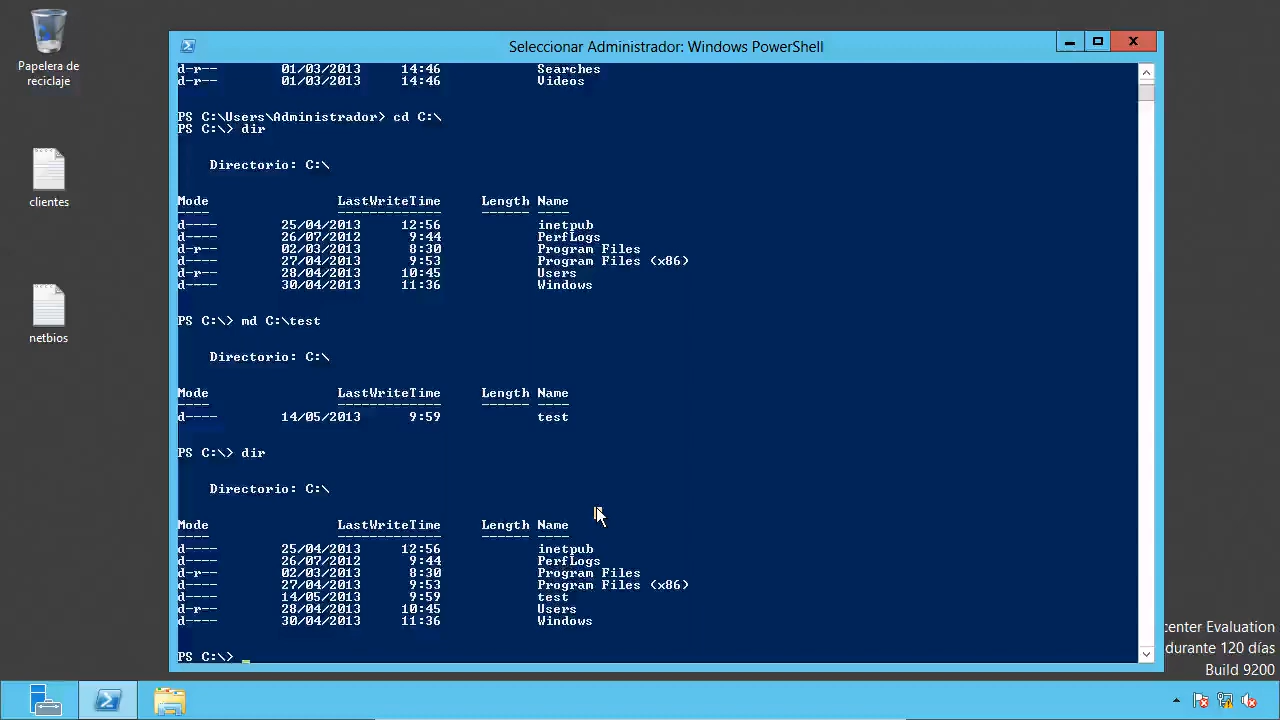 Papelera de
reciclaje
clientes
netbios
Seleccionar Administrador: Windows PowerShell
d-r-- 01/03/2013 14:46 Searches
d-r-- 01/03/2013 14:46 Videos
PS C:\Users\Administrador> cd C:\
PS C:\> dir
Directorio: C:\
Mode LastWriteTime Length Name
---- ------------- ------ ----
d---- 25/04/2013 12:56 inetpub
d---- 26/07/2012 9:44 PerfLogs
d-r-- 02/03/2013 8:30 Program Files
d---- 27/04/2013 9:53 Program Files (x86)
d-r-- 28/04/2013 10:45 Users
d---- 30/04/2013 11:36 Windows
PS C:\> md C:\test
Directorio: C:\
Mode LastWriteTime Length Name
---- ------------- ------ ----
d---- 14/05/2013 9:59 test
PS C:\> dir
Directorio: C:\
Mode LastWriteTime Length Name
---- ------------- ------ ----
d---- 25/04/2013 12:56 inetpub
d---- 26/07/2012 9:44 PerfLogs
d-r-- 02/03/2013 8:30 Program Files
d---- 27/04/2013 9:53 Program Files (x86)
d---- 14/05/2013 9:59 test
d-r-- 28/04/2013 10:45 Users
d---- 30/04/2013 11:36 Windows
PS C:\> _
center Evaluation
durante 120 días
Build 9200